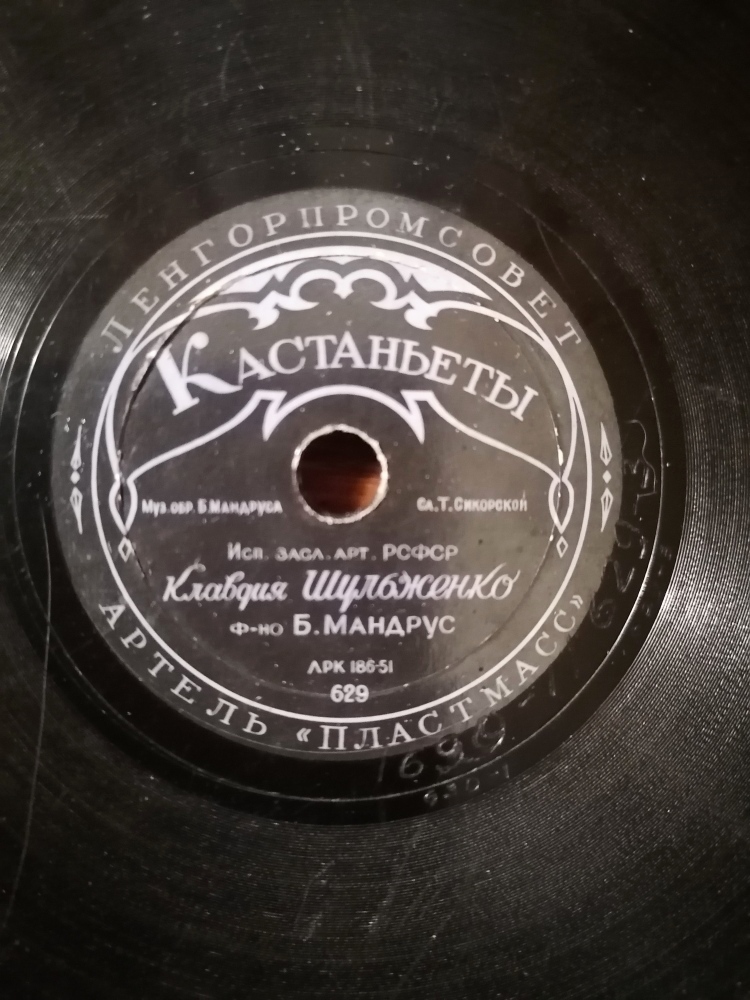 ЛЕНГОРПРОМСОВЕТ
КАСТАНЬЕТЫ
Муз. обр. Б. МАНДРУСА
Сл. Т. СИКОРСКОЙ
Исп. засл. арт. РСФСР
Клавдия Шульженко
ф-но Б. МАНДРУС
ЛРК 186-51
629
АРТЕЛЬ «ПЛАСТМАСС»